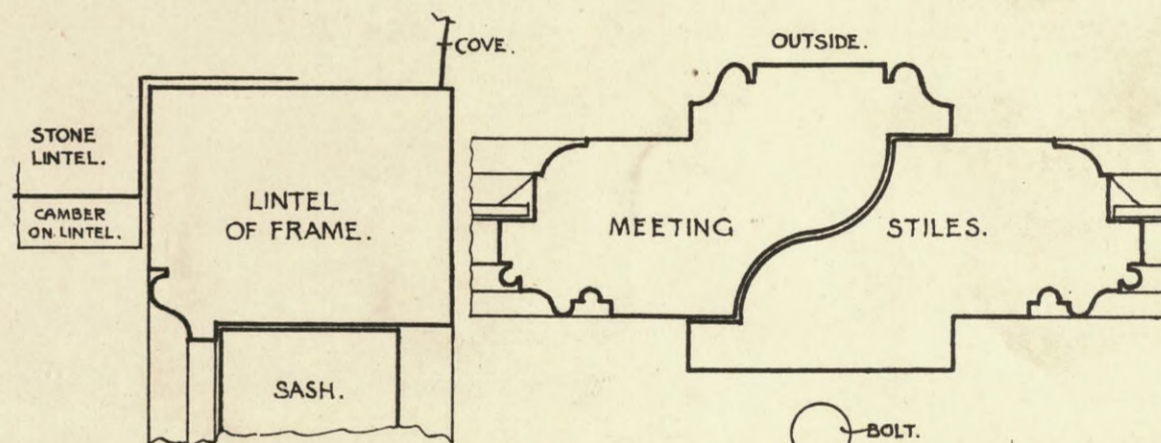 COVE.
STONE
LINTEL.
CAMBER
ON LINTEL.
LINTEL
OF FRAME.
SASH.
OUTSIDE.
MEETING STILES.
BOLT.